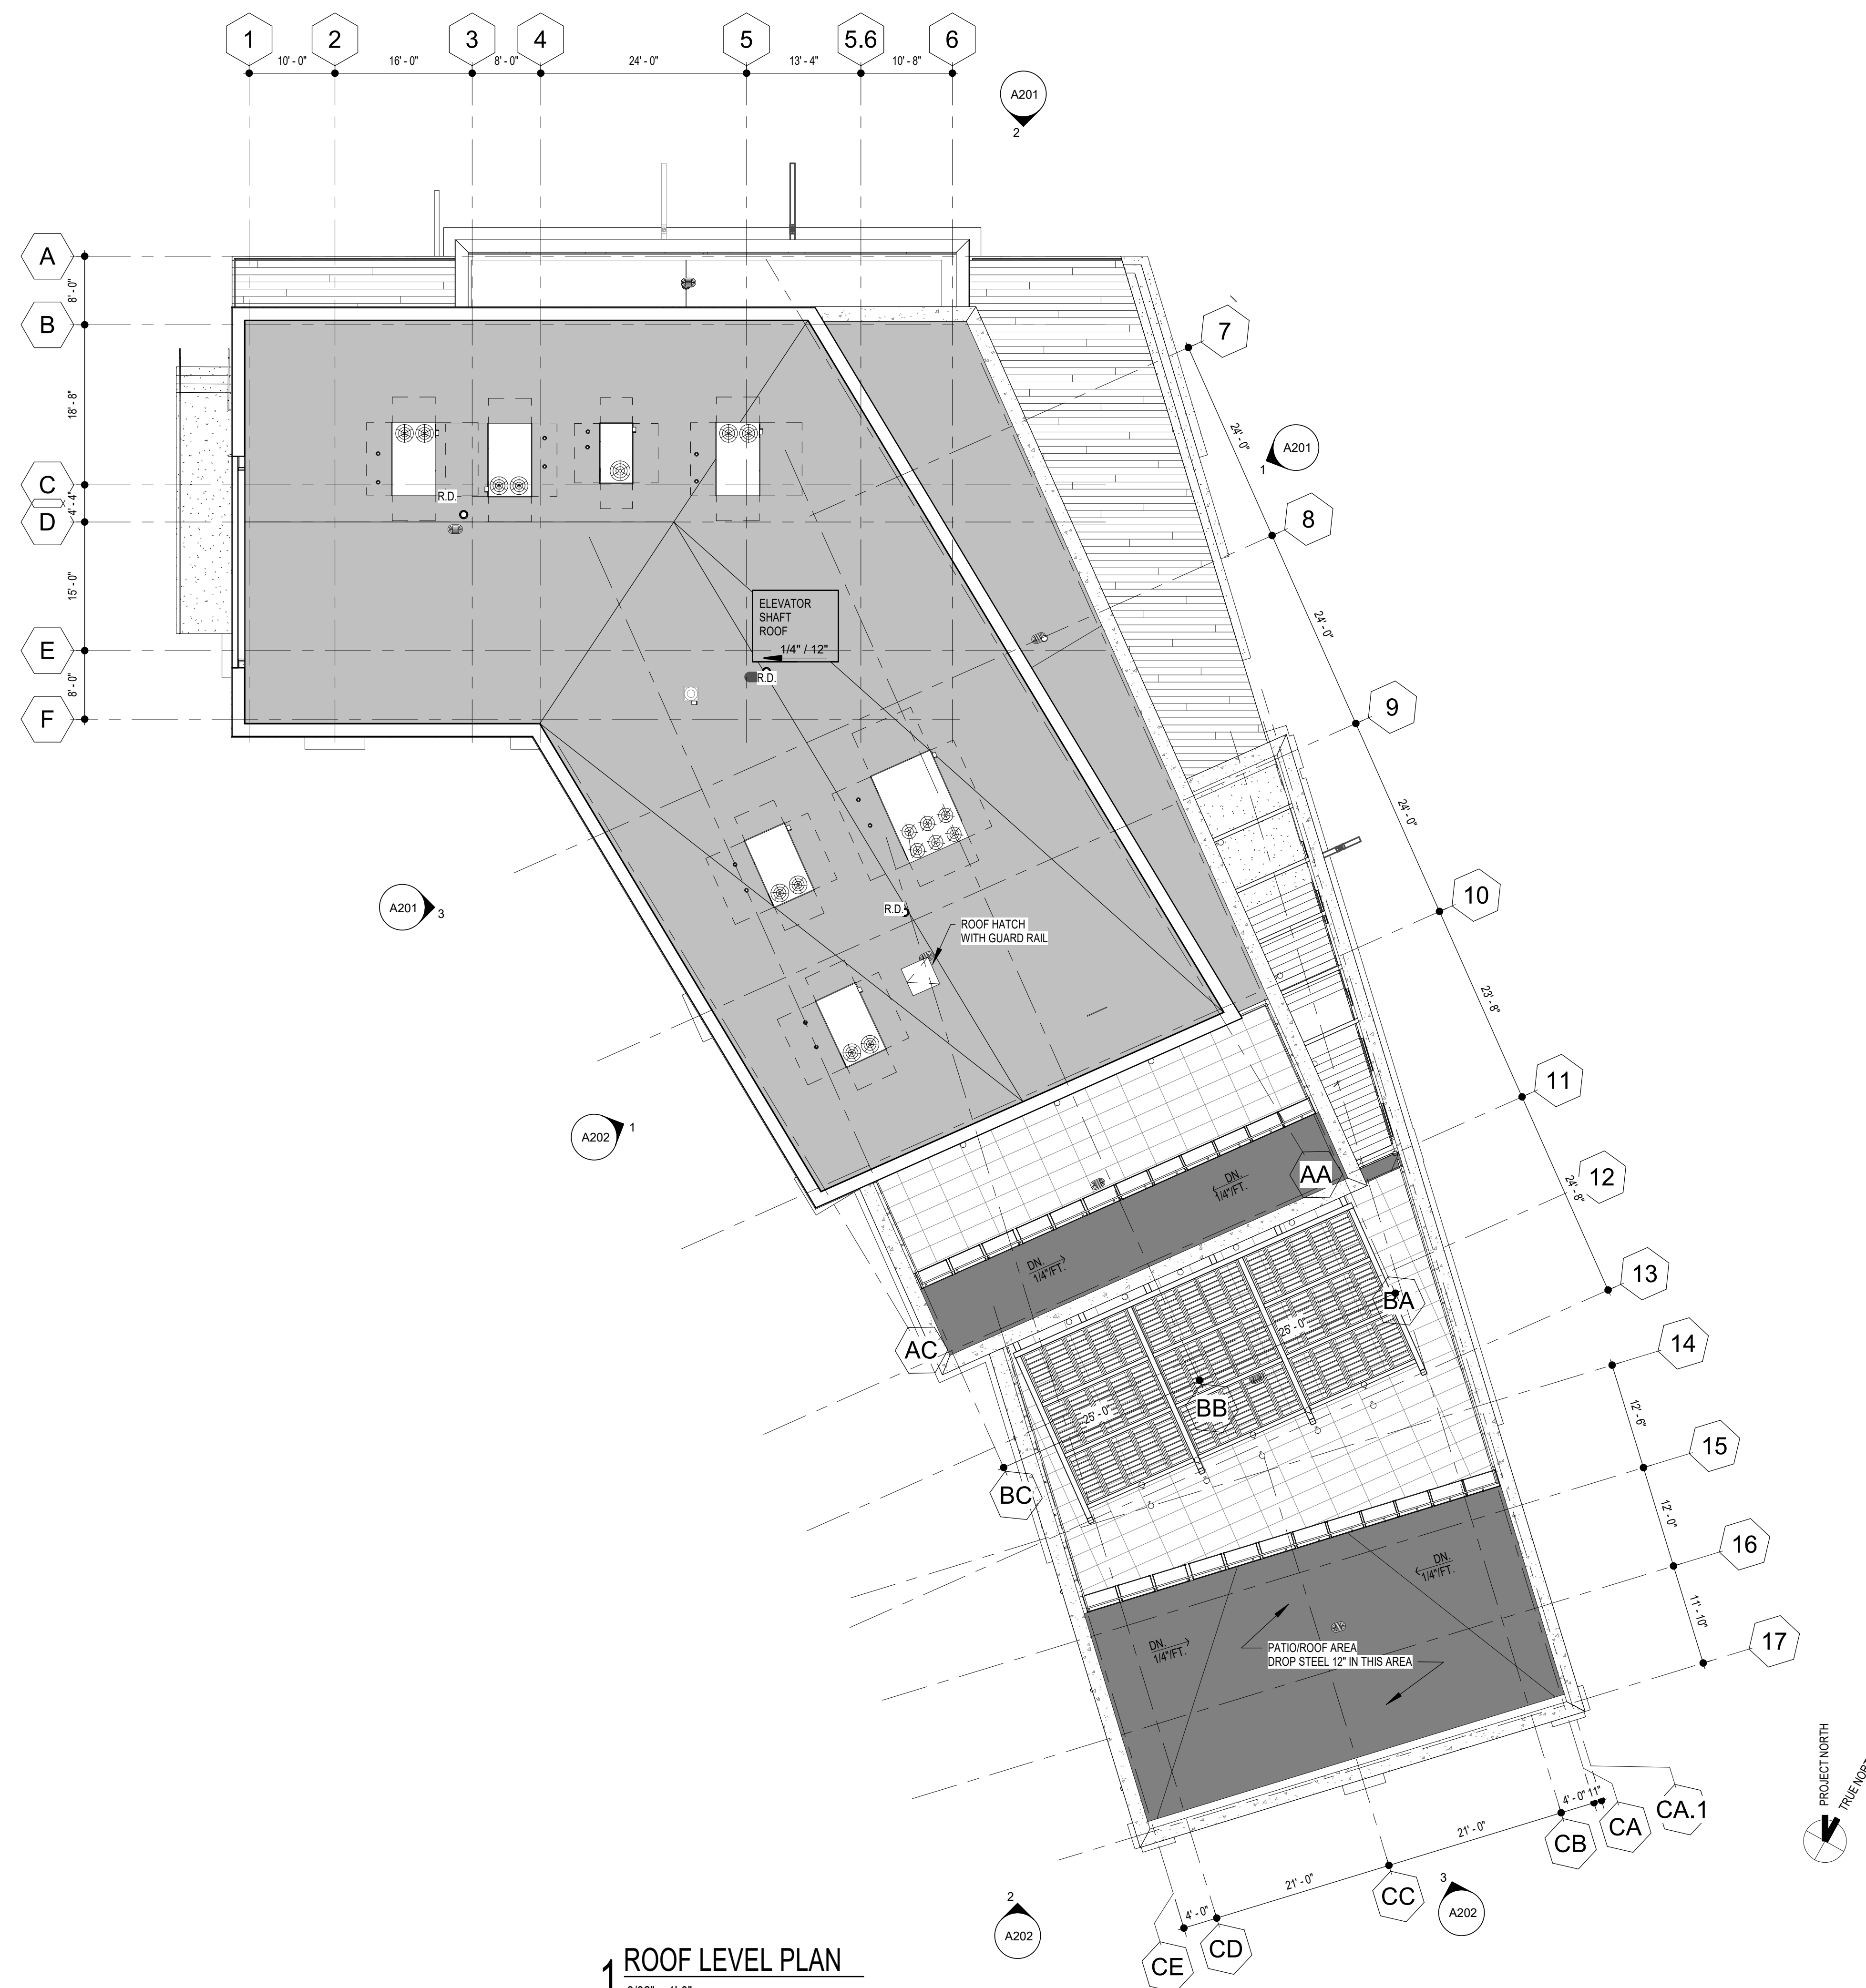 1
2
3
4
5
5.6
6
10' - 0"
16' - 0"
8' - 0"
24' - 0"
13' - 4"
10' - 8"
A201
2
A
B
C
D
E
F
8' - 0"
18' - 8"
4' - 4"
15' - 0"
8' - 0"
7
8
9
10
11
12
13
14
15
16
17
24' - 0"
24' - 0"
24' - 0"
23' - 8"
24' - 8"
12' - 6"
12' - 0"
11' - 10"
A201
1
R.D.
ELEVATOR
SHAFT
ROOF
1/4" / 12"
R.D.
A201
3
R.D.
ROOF HATCH
WITH GUARD RAIL
A202
1
DN.
1/4"/FT.
AA
DN.
1/4"/FT.
AC
BA
25' - 0"
BB
25' - 0"
BC
DN.
1/4"/FT.
DN.
1/4"/FT.
PATIO/ROOF AREA
DROP STEEL 12" IN THIS AREA
4' - 0"
21' - 0"
21' - 0"
4' - 0"
11"
CE
CD
CC
CB
CA
CA.1
2
A202
3
A202
PROJECT NORTH
TRUE
1
ROOF LEVEL PLAN